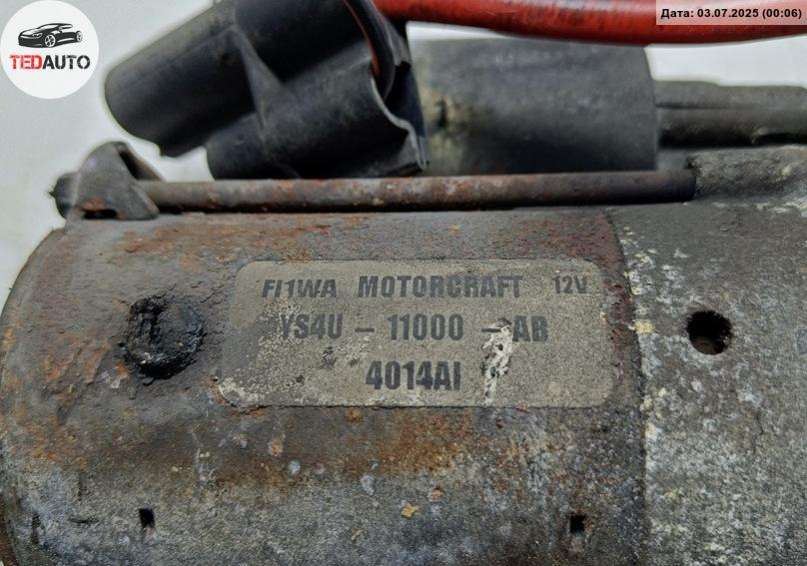 Дата: 03.07.2025 (00:06)
TEDAUTO
FI1WA MOTORCRAFT 12V
YS4U - 11000 - AB
4014AI